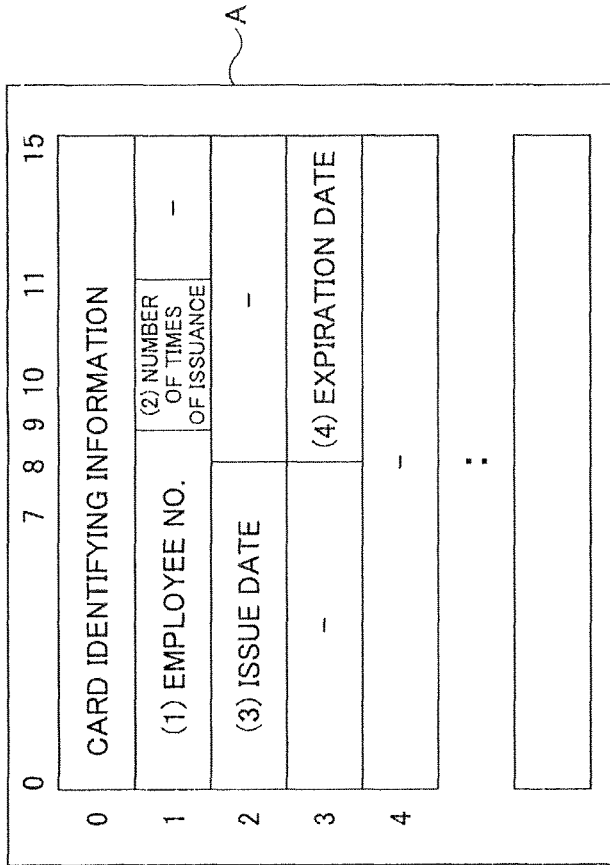 0 7 8 9 10 11 15
0 CARD IDENTIFYING INFORMATION
1 (1) EMPLOYEE NO. (2) NUMBER
OF TIMES
OF ISSUANCE –
2 (3) ISSUE DATE –
3 – (4) EXPIRATION DATE
4 –
:
A